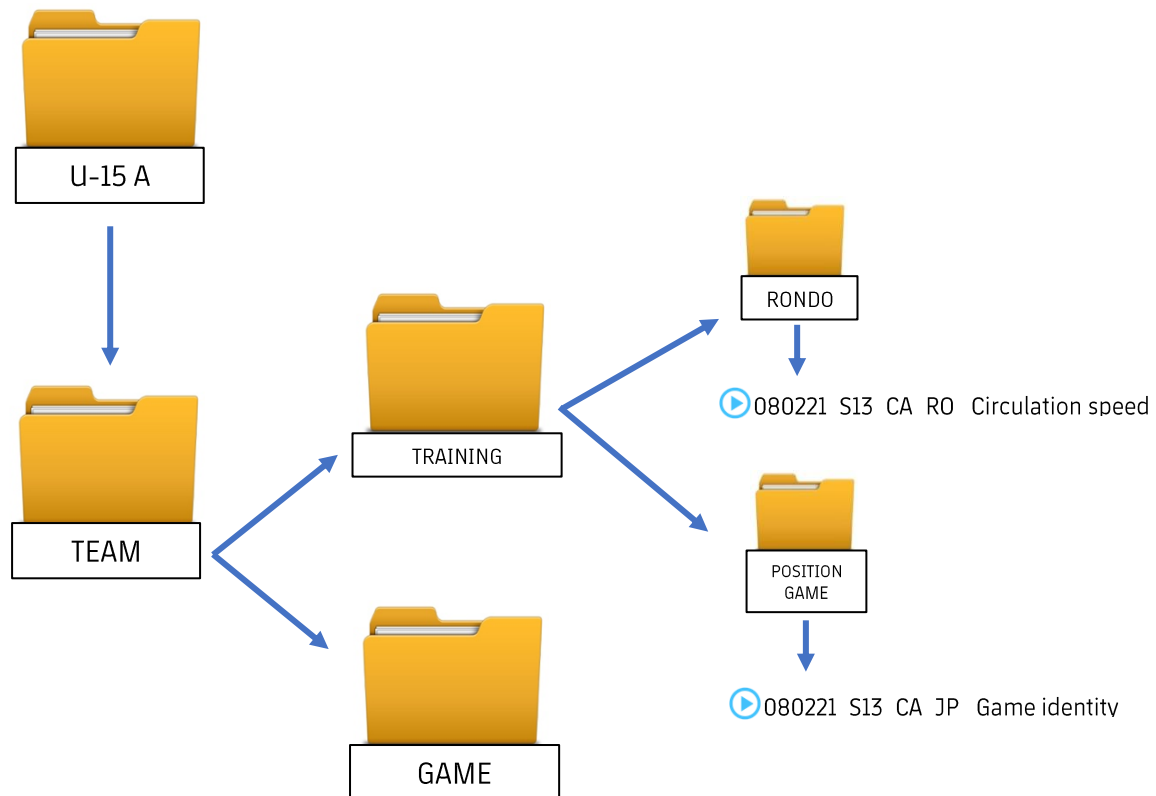 U-15 A
TEAM
TRAINING
GAME
RONDO
080221 S13 CA RO Circulation speed
POSITION
GAME
080221 S13 CA JP Game identity